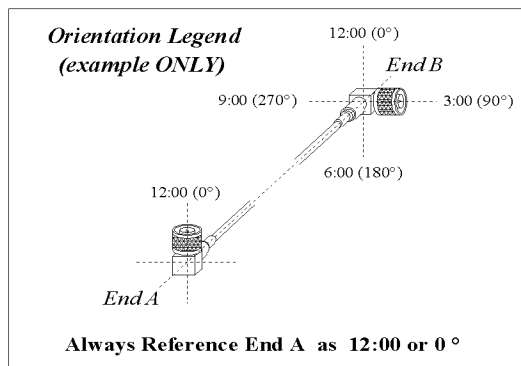 Orientation Legend
(example ONLY)
12:00 (0°)
End B
9:00 (270°)
3:00 (90°)
6:00 (180°)
12:00 (0°)
End A
Always Reference End A as 12:00 or 0 °